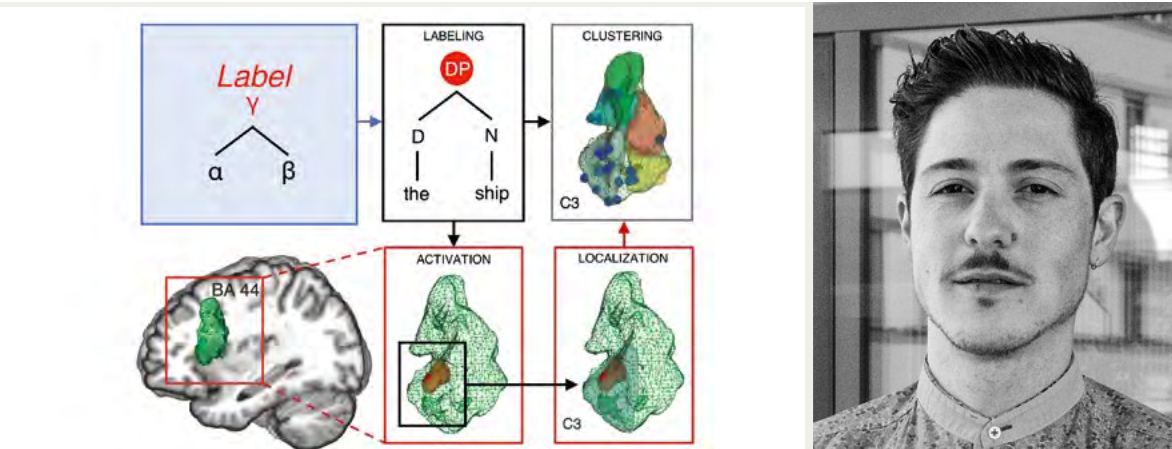 Label
γ
α β
LABELING
DP
D N
the ship
CLUSTERING
C3
BA 44
ACTIVATION
LOCALIZATION
C3